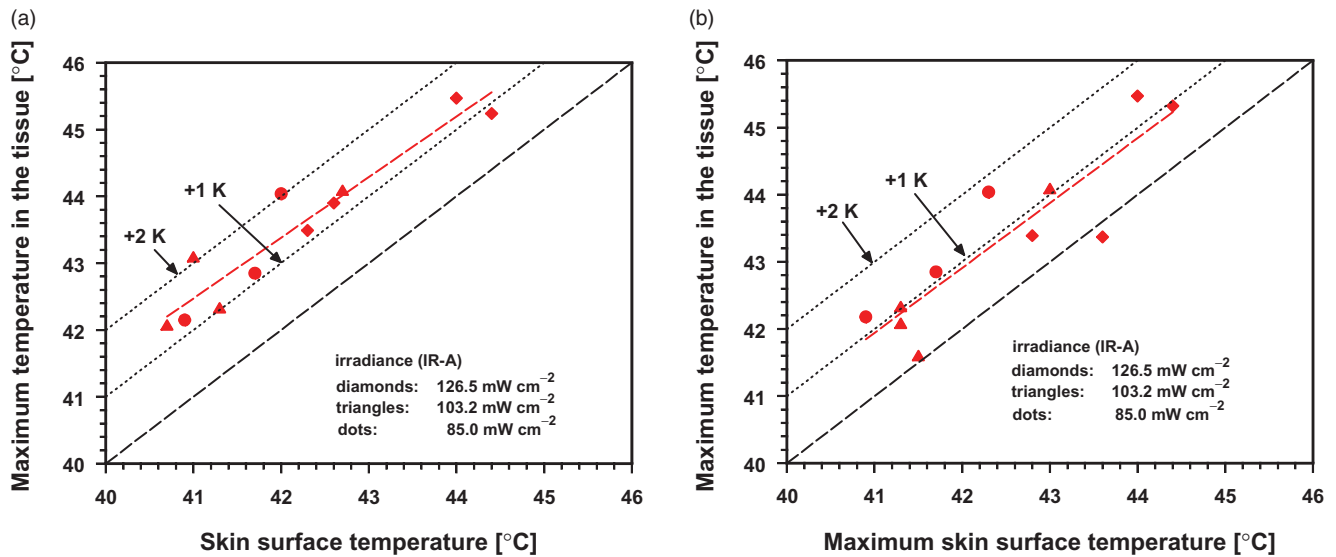 (a)
Maximum temperature in the tissue [°C]
46
45
44
43
42
41
40
+1 K
+2 K
irradiance (IR-A)
diamonds: 126.5 mW cm−2
triangles: 103.2 mW cm−2
dots: 85.0 mW cm−2
40 41 42 43 44 45 46
Skin surface temperature [°C]
(b)
Maximum temperature in the tissue [°C]
46
45
44
43
42
41
40
+1 K
+2 K
irradiance (IR-A)
diamonds: 126.5 mW cm−2
triangles: 103.2 mW cm−2
dots: 85.0 mW cm−2
40 41 42 43 44 45 46
Maximum skin surface temperature [°C]